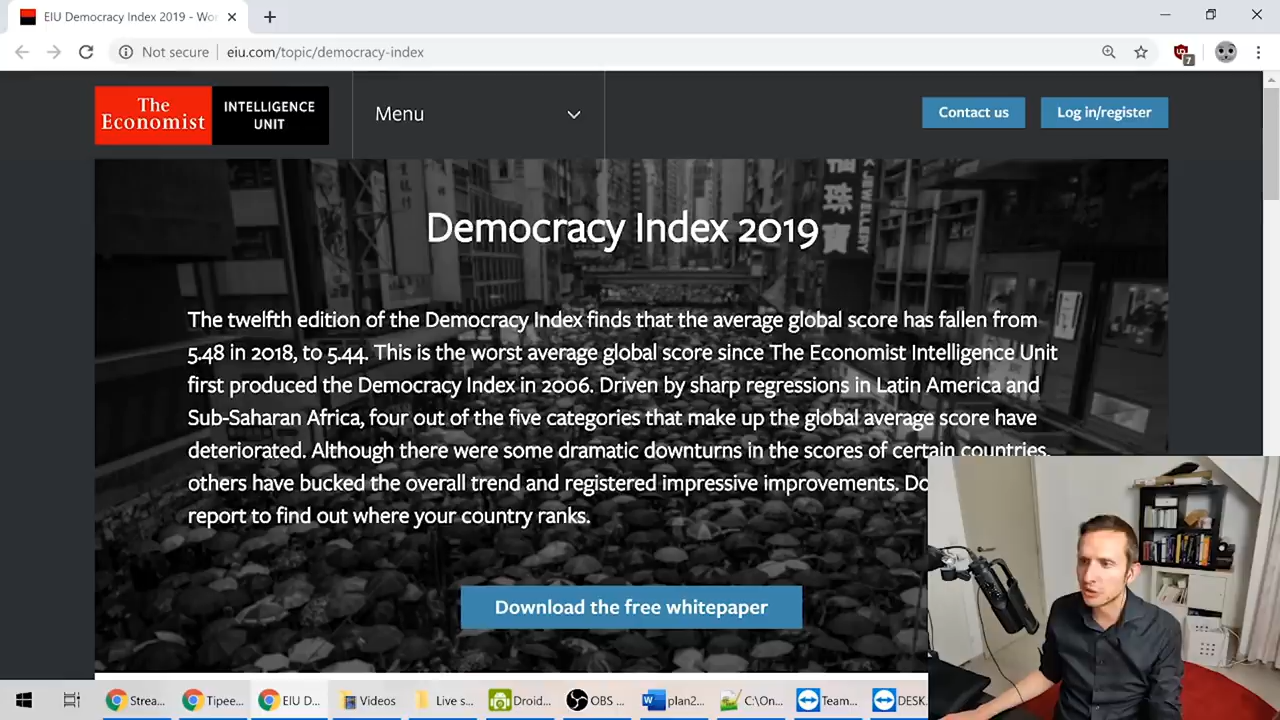 EIU Democracy Index 2019 - Wor
Not secure
eiu.com/topic/democracy-index
7
The Economist
INTELLIGENCE UNIT
Menu
Contact us
Log in/register
福
珠
寶
JEWELLERY
Democracy Index 2019
The twelfth edition of the Democracy Index finds that the average global score has fallen from
5.48 in 2018, to 5.44. This is the worst average global score since The Economist Intelligence Unit
first produced the Democracy Index in 2006. Driven by sharp regressions in Latin America and
Sub-Saharan Africa, four out of the five categories that make up the global average score have
deteriorated. Although there were some dramatic downturns in the scores of certain countries,
others have bucked the overall trend and registered impressive improvements. Do
report to find out where your country ranks.
Download the free whitepaper
Strea...
Tipee...
EIU D...
Videos
Live s...
Droid...
OBS ...
plan2...
C:\On...
Team...
DESK